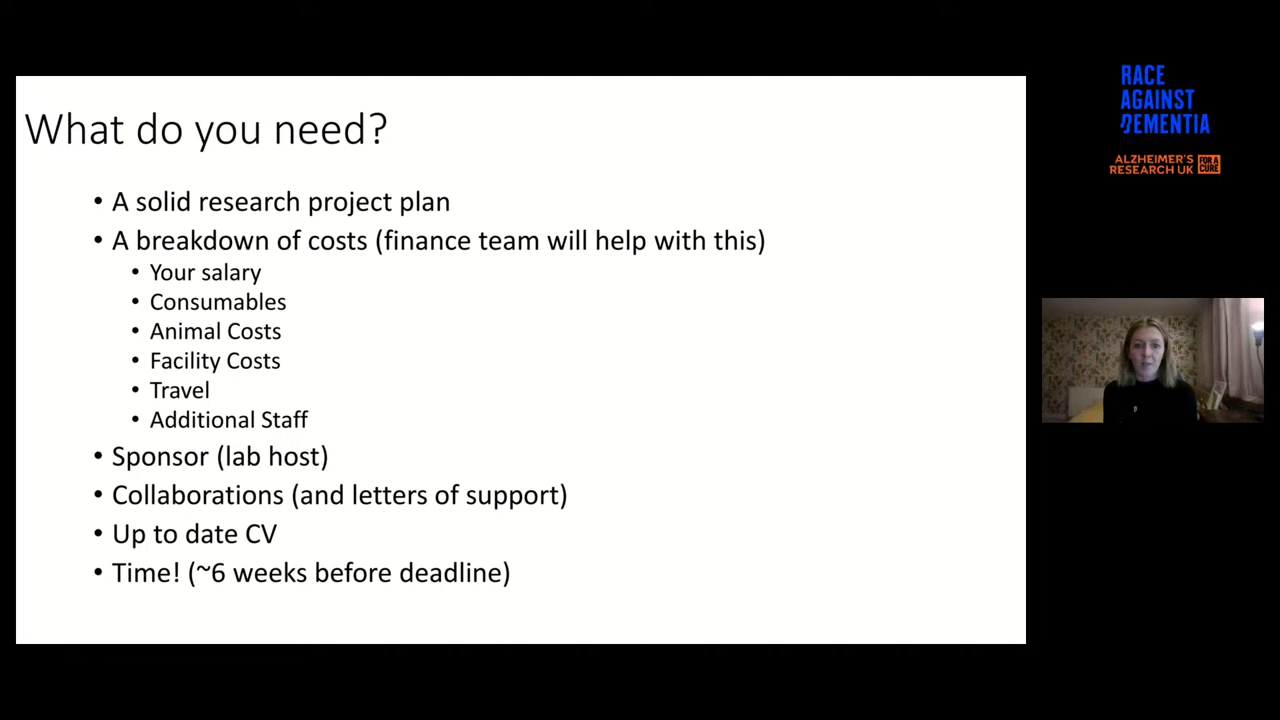 What do you need?
• A solid research project plan
• A breakdown of costs (finance team will help with this)
• Your salary
• Consumables
• Animal Costs
• Facility Costs
• Travel
• Additional Staff
• Sponsor (lab host)
• Collaborations (and letters of support)
• Up to date CV
• Time! (~6 weeks before deadline)
RACE
AGAINST
DEMENTIA
ALZHEIMER'S
RESEARCH UK
FOR A
CURE